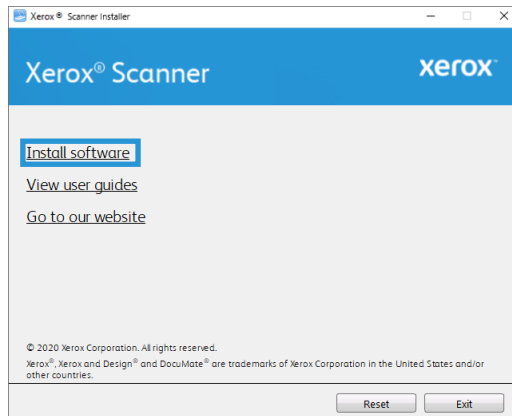 Xerox® Scanner Installer
Xerox® Scanner
xerox™
Install software
View user guides
Go to our website
© 2020 Xerox Corporation. All rights reserved.
Xerox®, Xerox and Design® and DocuMate® are trademarks of Xerox Corporation in the United States and/or
other countries.
Reset
Exit